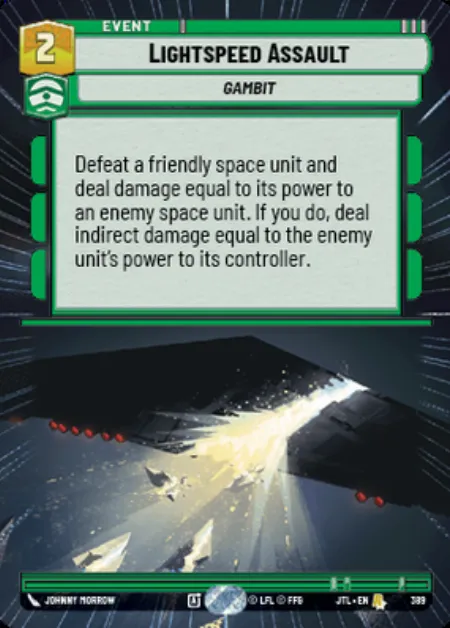 EVENT
2
LIGHTSPEED ASSAULT
GAMBIT
Defeat a friendly space unit and
deal damage equal to its power to
an enemy space unit. If you do, deal
indirect damage equal to the enemy
unit's power to its controller.
JOHNNY MORROW
© LFL © FFG
JTL • EN
389